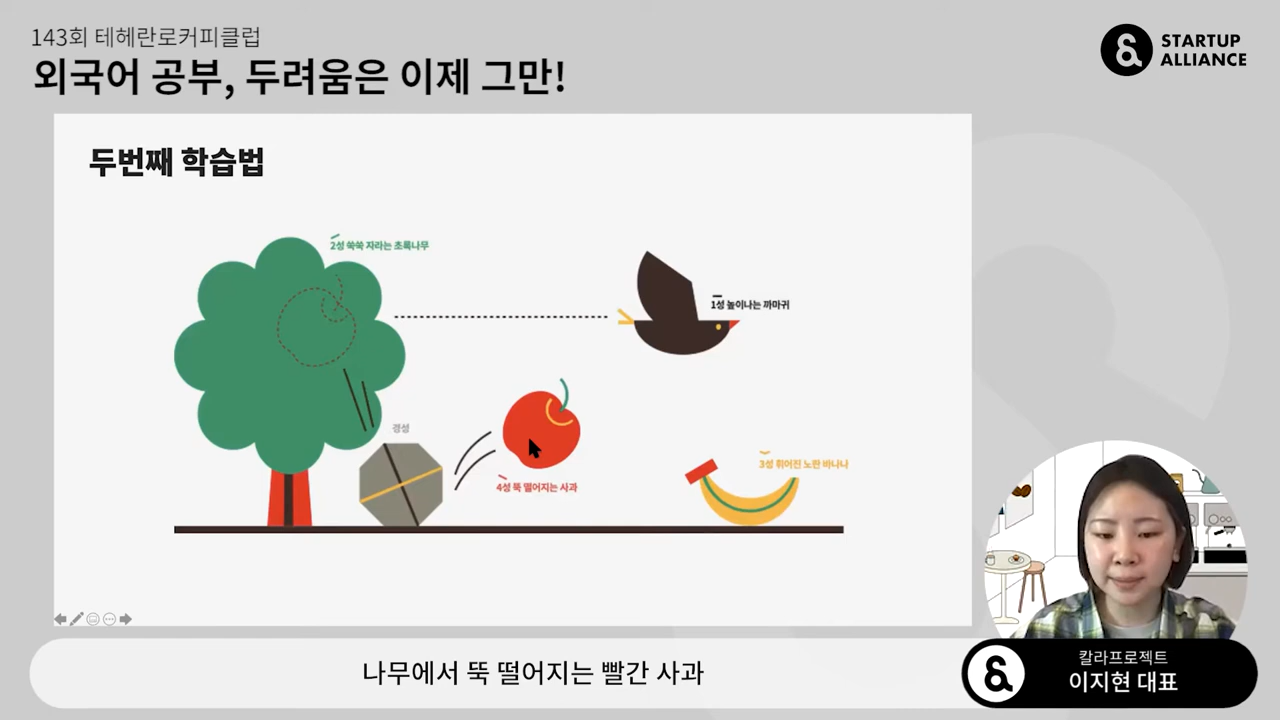 143회 테헤란로커피클럽
외국어 공부, 두려움은 이제 그만!
STARTUP
ALLIANCE
두번째 학습법
2성 쑥쑥 자라는 초록나무
1성 높이나는 까마귀
경성
4성 뚝 떨어지는 사과
3성 휘어진 노란 바나나
나무에서 뚝 떨어지는 빨간 사과
칼라프로젝트
이지현 대표